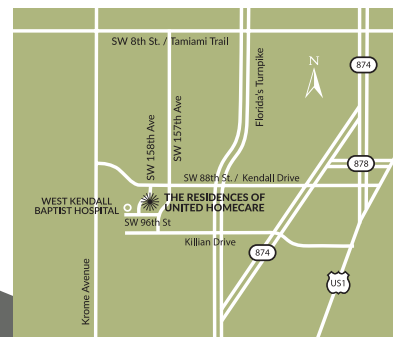 SW 8th St. / Tamiami Trail
Florida's Turnpike
N
874
SW 158th Ave
SW 157th Ave
878
SW 88th St. / Kendall Drive
WEST KENDALL
BAPTIST HOSPITAL
THE RESIDENCES OF
UNITED HOMECARE
SW 96th St
Killian Drive
874
Krome Avenue
US1